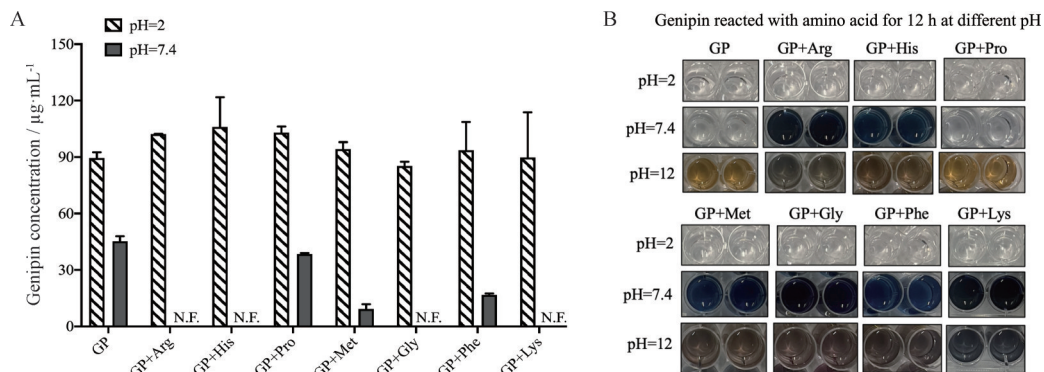 A
pH=2
pH=7.4
Genipin concentration / μg·mL⁻¹
150
120
90
60
30
0
N.F.
N.F.
N.F.
N.F.
GP
GP+Arg
GP+His
GP+Pro
GP+Met
GP+Gly
GP+Phe
GP+Lys
B
Genipin reacted with amino acid for 12 h at different pH
GP GP+Arg GP+His GP+Pro
pH=2
pH=7.4
pH=12
GP+Met GP+Gly GP+Phe GP+Lys
pH=2
pH=7.4
pH=12